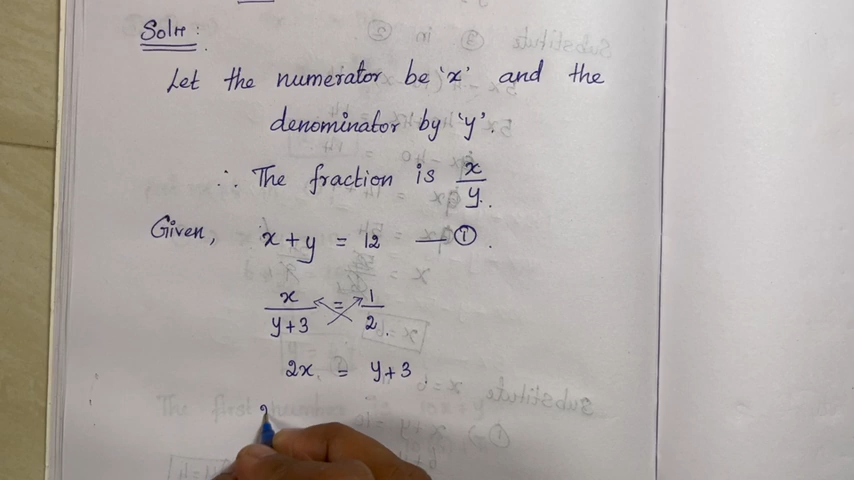 Soln:
Let the numerator be 'x' and the
denominator by 'y'.
∴ The fraction is x/y.
Given, x + y = 12 — ①.
x/(y+3) = 1/2.
2x = y+3